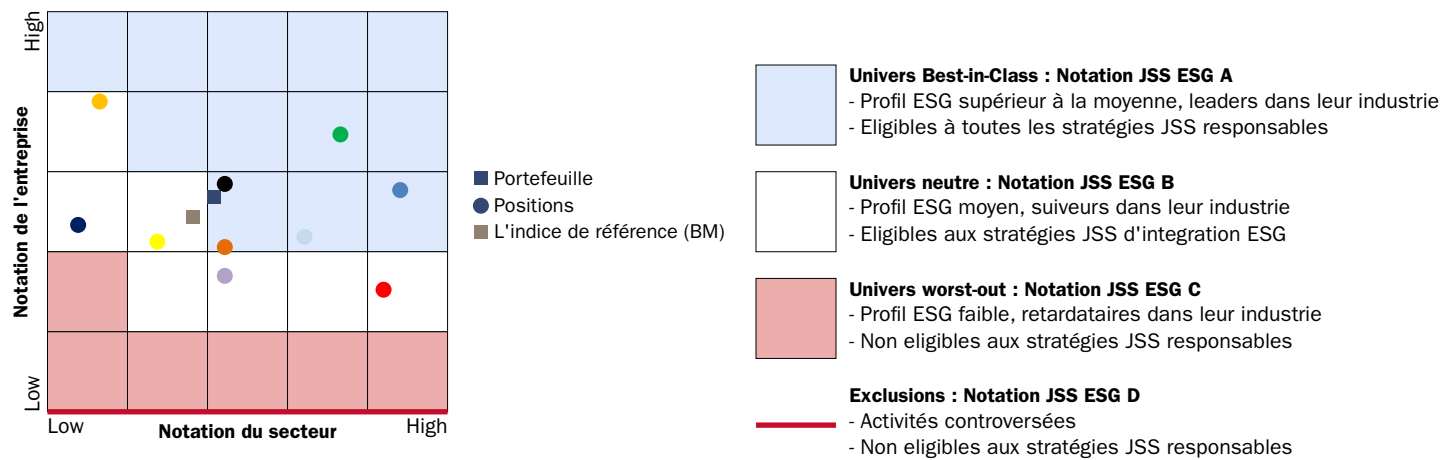 High
Notation de l'entreprise
Low
Low
Notation du secteur
High
Portefeuille
Positions
L'indice de référence (BM)
Univers Best-in-Class : Notation JSS ESG A
- Profil ESG supérieur à la moyenne, leaders dans leur industrie
- Eligibles à toutes les stratégies JSS responsables
Univers neutre : Notation JSS ESG B
- Profil ESG moyen, suiveurs dans leur industrie
- Eligibles aux stratégies JSS d'integration ESG
Univers worst-out : Notation JSS ESG C
- Profil ESG faible, retardataires dans leur industrie
- Non eligibles aux stratégies JSS responsables
Exclusions : Notation JSS ESG D
- Activités controversées
- Non eligibles aux stratégies JSS responsables